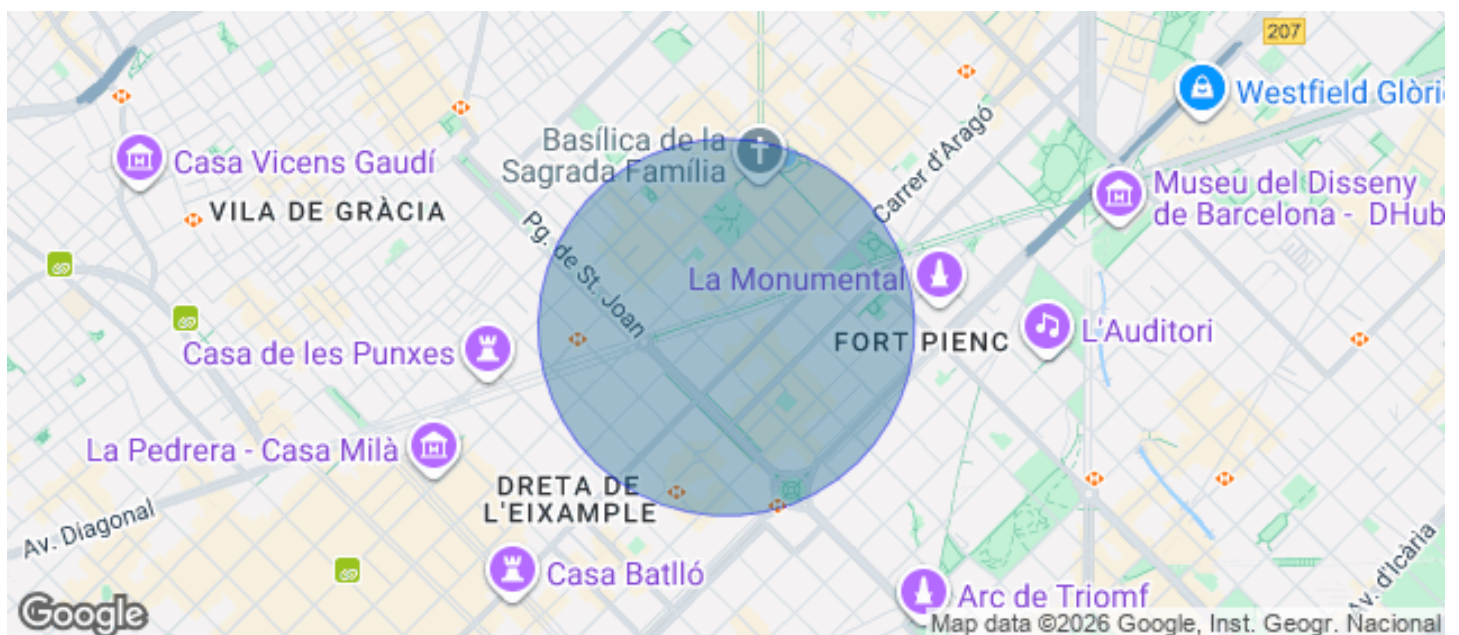 207
Westfield Glòri
Basílica de la
Sagrada Família
Carrer d'Aragó
Casa Vicens Gaudí
Museu del Disseny
de Barcelona - DHub
VILA DE GRÀCIA
Pg. de St. Joan
La Monumental
L'Auditori
FORT PIENC
Casa de les Punxes
La Pedrera - Casa Milà
DRETA DE
L'EIXAMPLE
Av. Diagonal
Av. d'Icària
Casa Batlló
Arc de Triomf
Google
Map data ©2026 Google, Inst. Geogr. Nacional